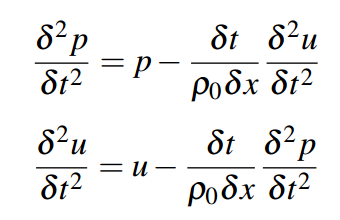 δ²p/δt² = p − δt/ρ₀δx δ²u/δt²
δ²u/δt² = u − δt/ρ₀δx δ²p/δt²